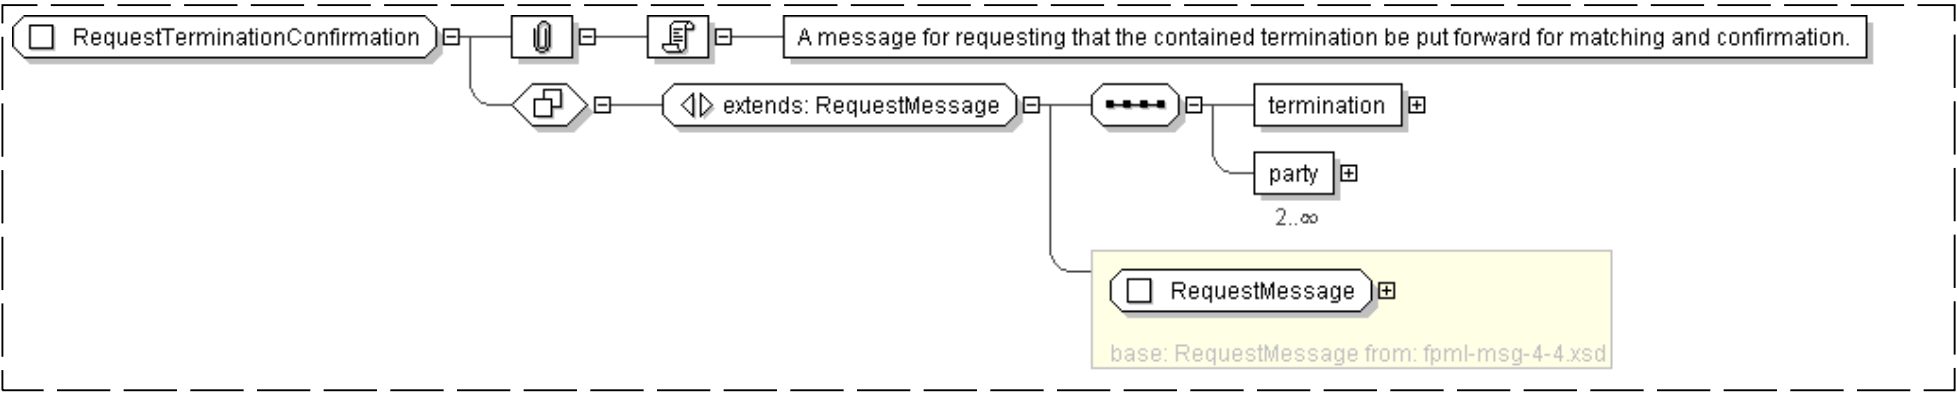 RequestTerminationConfirmation
A message for requesting that the contained termination be put forward for matching and confirmation.
extends: RequestMessage
termination
party
2..∞
RequestMessage
base: RequestMessage from: fpml-msg-4-4.xsd